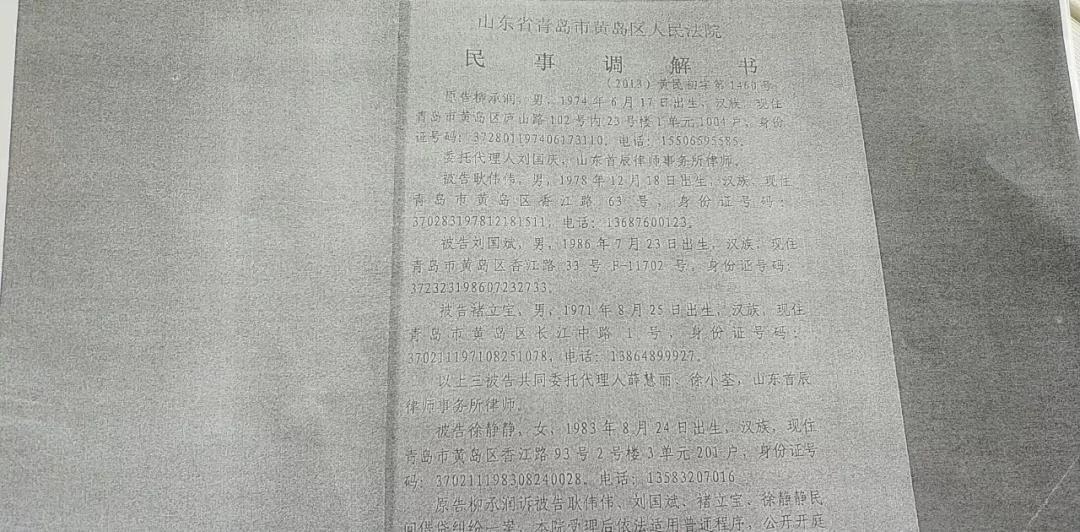 山东省青岛市黄岛区人民法院
民事调解书
(2013)黄民初字第1460号
原告柳承润，男，1974年6月17日出生，汉族，现住
青岛市黄岛区庐山路102号内23号楼1单元1004户，身份
证号码：372801197406173110，电话：15506595585。
委托代理人刘国庆，山东首辰律师事务所律师。
被告耿伟伟，男，1978年12月18日出生，汉族，现住
青岛市黄岛区香江路63号，身份证号码：
370283197812181511，电话：13687600123。
被告刘国斌，男，1986年7月23日出生，汉族，现住
青岛市黄岛区香江路33号F-11702号，身份证号码：
372323198607232733。
被告褚立宝，男，1971年8月25日出生，汉族，现住
青岛市黄岛区长江中路1号，身份证号码：
370211197108251078，电话：13864899927。
以上三被告共同委托代理人薛慧丽、徐小荃，山东首辰
律师事务所律师。
被告徐静静，女，1983年8月24日出生，汉族，现住
青岛市黄岛区香江路93号2号楼3单元201户，身份证号
码：370211198308240028，电话：13583207016
原告柳承润诉被告耿伟伟、刘国斌、褚立宝、徐静静民
间借贷纠纷一案，本院受理后依法适用普通程序，公开开庭